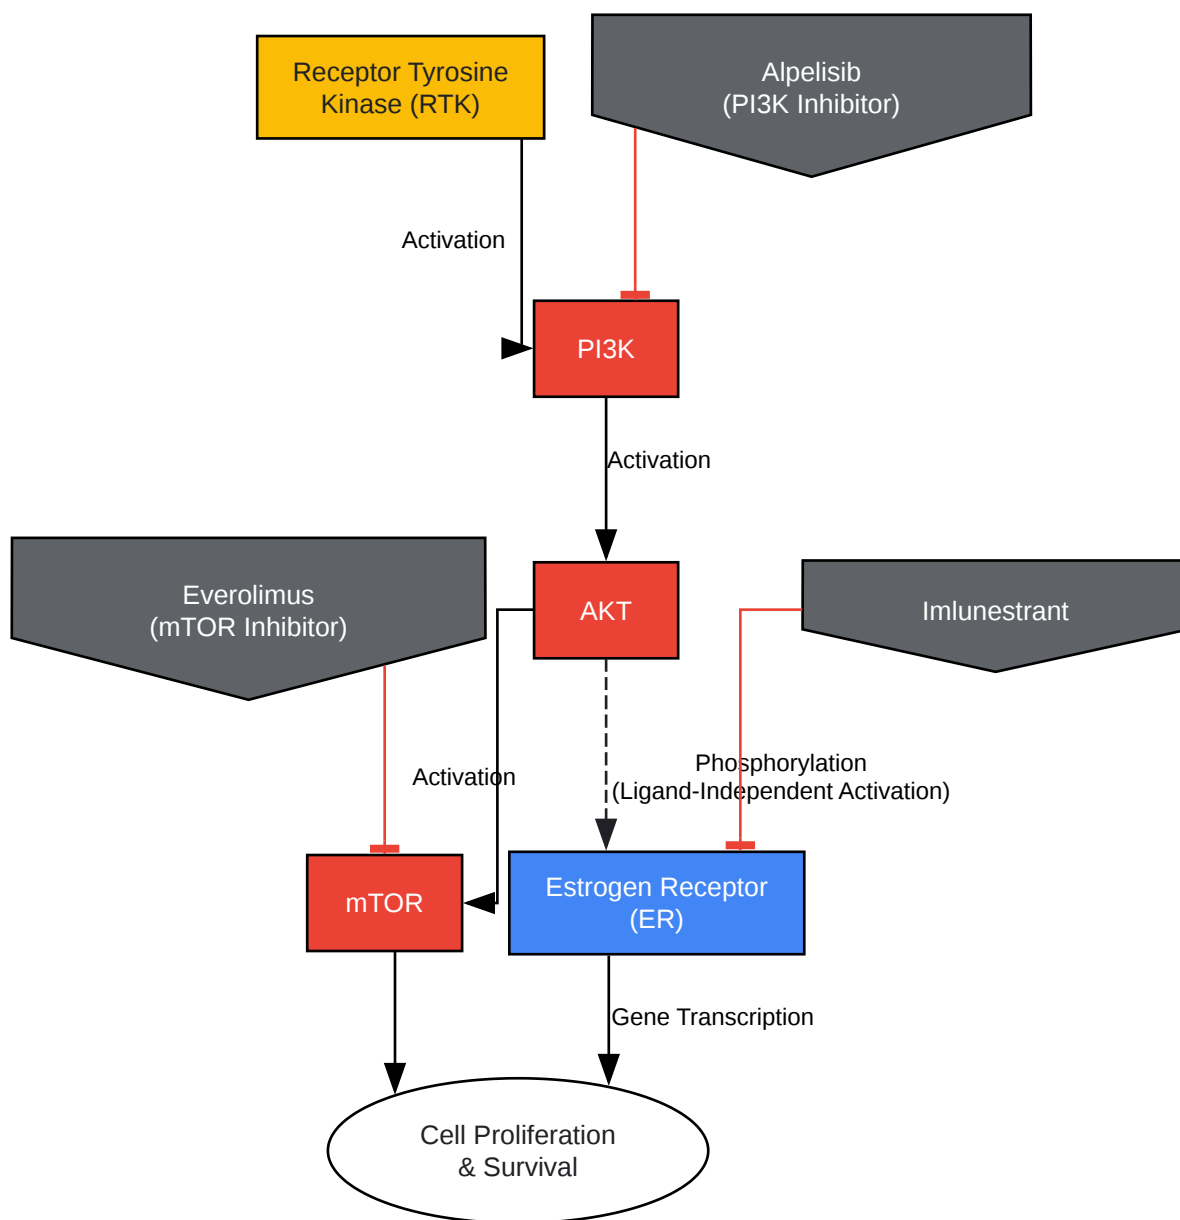 Receptor Tyrosine
Kinase (RTK)
Alpelisib
(PI3K Inhibitor)
Activation
PI3K
Activation
Everolimus
(mTOR Inhibitor)
AKT
Imlunestrant
Activation
Phosphorylation
(Ligand-Independent Activation)
mTOR
Estrogen Receptor
(ER)
Gene Transcription
Cell Proliferation
& Survival